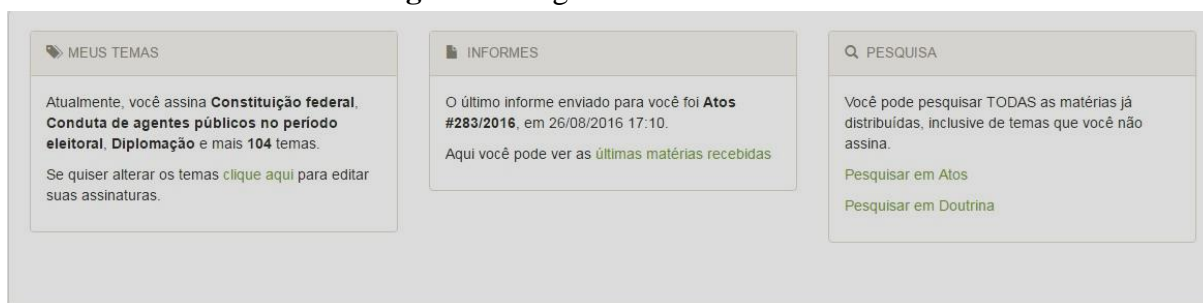 MEUS TEMAS
Atualmente, você assina Constituição federal,
Conduta de agentes públicos no período
eleitoral, Diplomação e mais 104 temas.
Se quiser alterar os temas clique aqui para editar
suas assinaturas.
INFORMES
O último informe enviado para você foi Atos
#283/2016, em 26/08/2016 17:10.
Aqui você pode ver as últimas matérias recebidas
PESQUISA
Você pode pesquisar TODAS as matérias já
distribuídas, inclusive de temas que você não
assina.
Pesquisar em Atos
Pesquisar em Doutrina